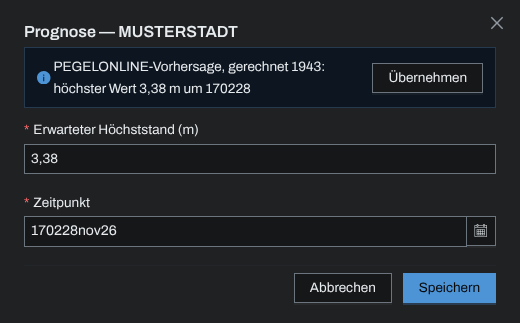 Prognose — MUSTERSTADT
PEGELONLINE-Vorhersage, gerechnet 1943:
höchster Wert 3,38 m um 170228
Übernehmen
* Erwarteter Höchststand (m)
3,38
* Zeitpunkt
170228nov26
Abbrechen
Speichern